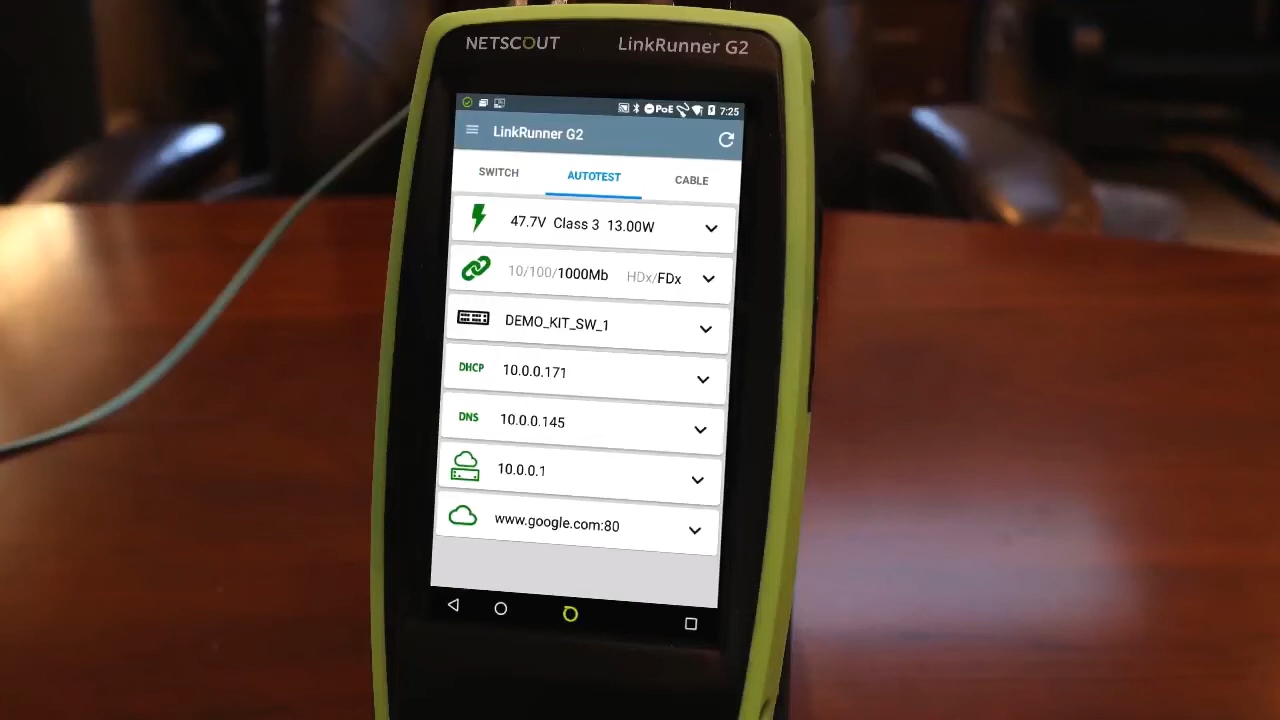 NETSCOUT LinkRunner G2
PoE 7:25
LinkRunner G2
SWITCH AUTOTEST CABLE
47.7V Class 3 13.00W
10/100/1000Mb HDx/FDx
DEMO_KIT_SW_1
DHCP 10.0.0.171
DNS 10.0.0.145
10.0.0.1
www.google.com:80